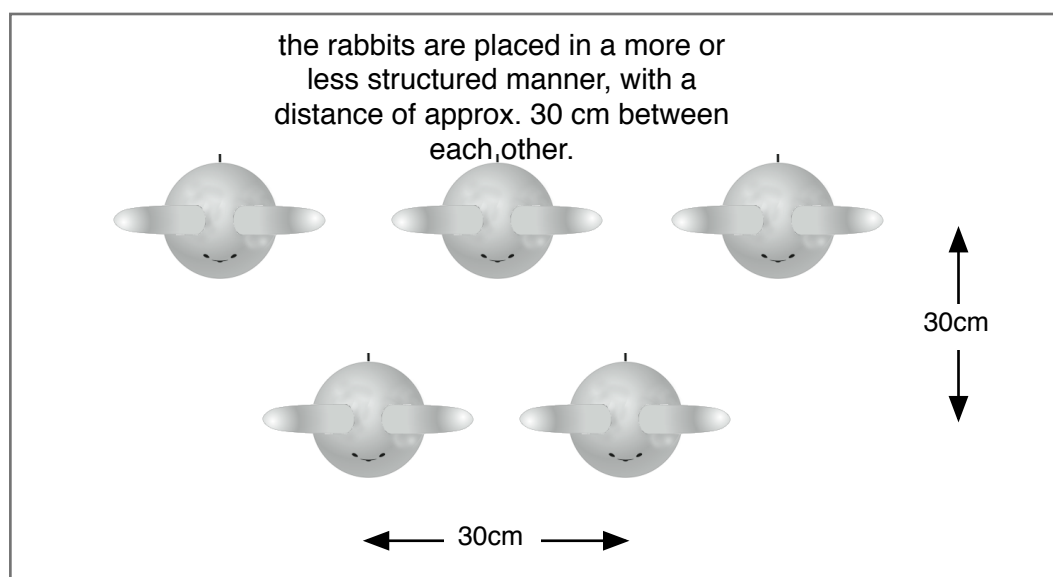 the rabbits are placed in a more or
less structured manner, with a
distance of approx. 30 cm between
each other.
30cm
30cm